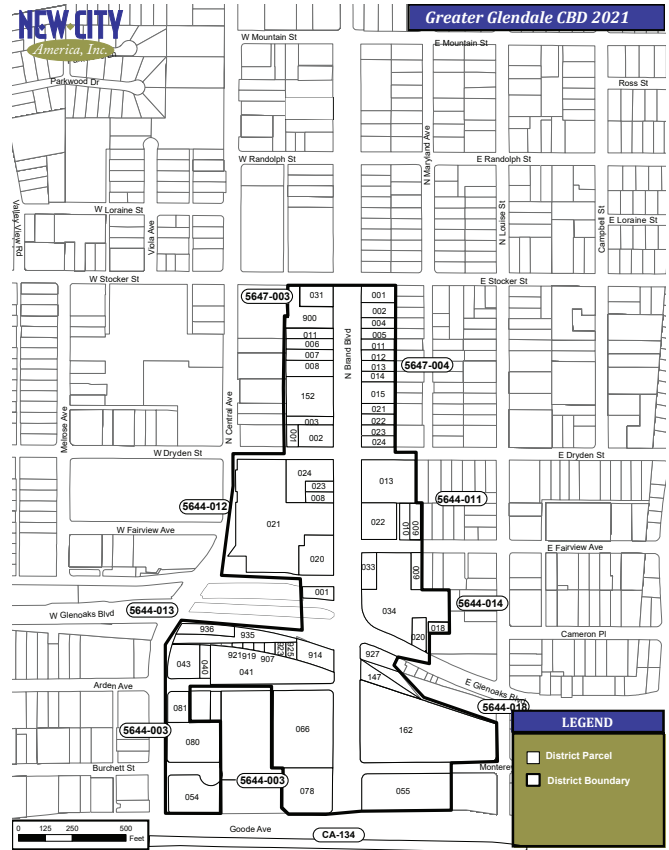 NEW CITY
America, Inc.
Greater Glendale CBD 2021
W Mountain St
E Mountain St
Parkwood Dr
Ross St
N Maryland Ave
W Randolph St
E Randolph St
Valley View Rd
W Loraine St
Viola Ave
N Louise St
Campbell St
E Loraine St
W Stocker St
E Stocker St
5647-003
031
001
900
002
004
011
005
006
011
007
012
008
013
5647-004
014
N Brand Blvd
152
015
021
003
022
001
002
023
024
Melrose Ave
N Central Ave
W Dryden St
E Dryden St
024
013
023
008
5644-012
5644-011
021
022
010
009
W Fairview Ave
E Fairview Ave
020
033
009
001
5644-013
W Glenoaks Blvd
034
5644-014
936
935
020
018
Cameron Pl
043
040
921
919
907
923
925
914
041
927
147
Arden Ave
E Glenoaks Blvd
5644-018
081
5644-003
080
066
162
Burchett St
5644-003
Monterey
054
078
055
Goode Ave
CA-134
0 125 250 500
Feet
LEGEND
District Parcel
District Boundary